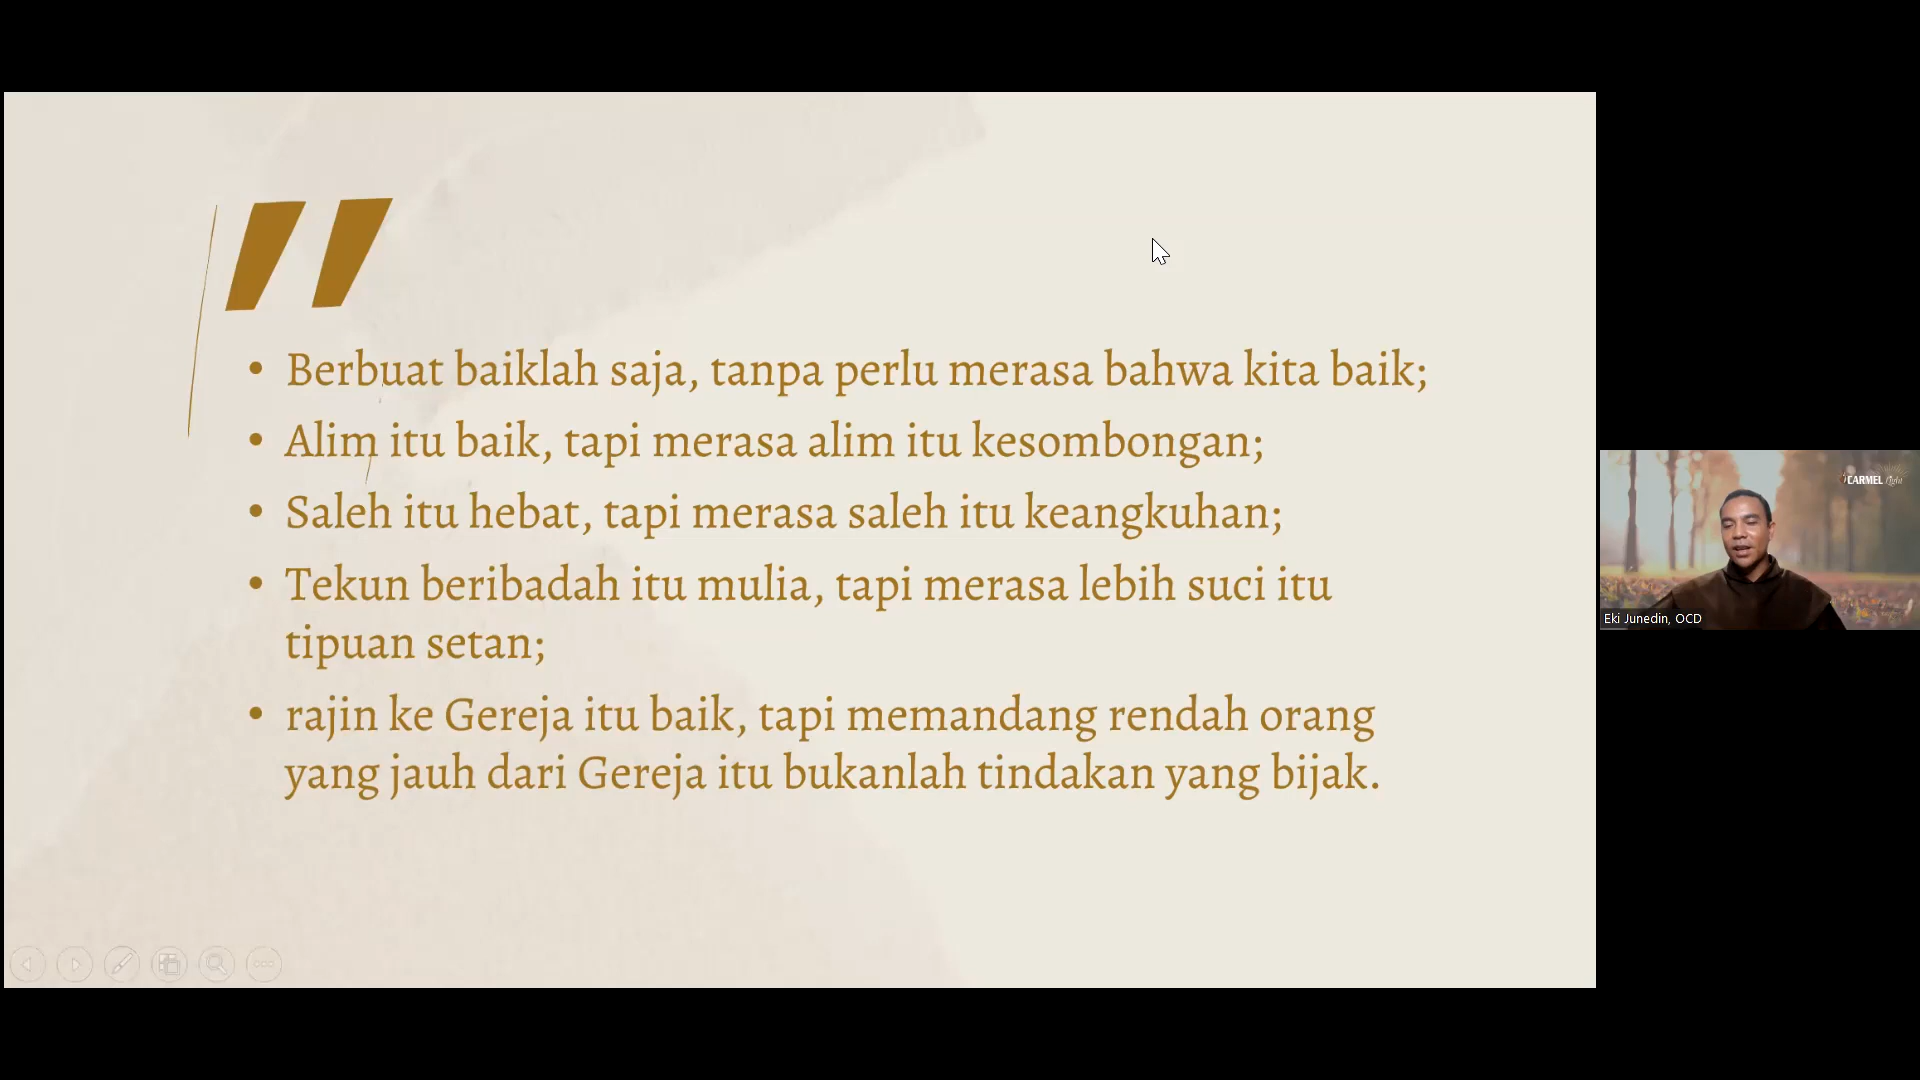 "
• Berbuat baiklah saja, tanpa perlu merasa bahwa kita baik;
• Alim itu baik, tapi merasa alim itu kesombongan;
• Saleh itu hebat, tapi merasa saleh itu keangkuhan;
• Tekun beribadah itu mulia, tapi merasa lebih suci itu
tipuan setan;
• rajin ke Gereja itu baik, tapi memandang rendah orang
yang jauh dari Gereja itu bukanlah tindakan yang bijak.
CARMEL Light
Eki Junedin, OCD